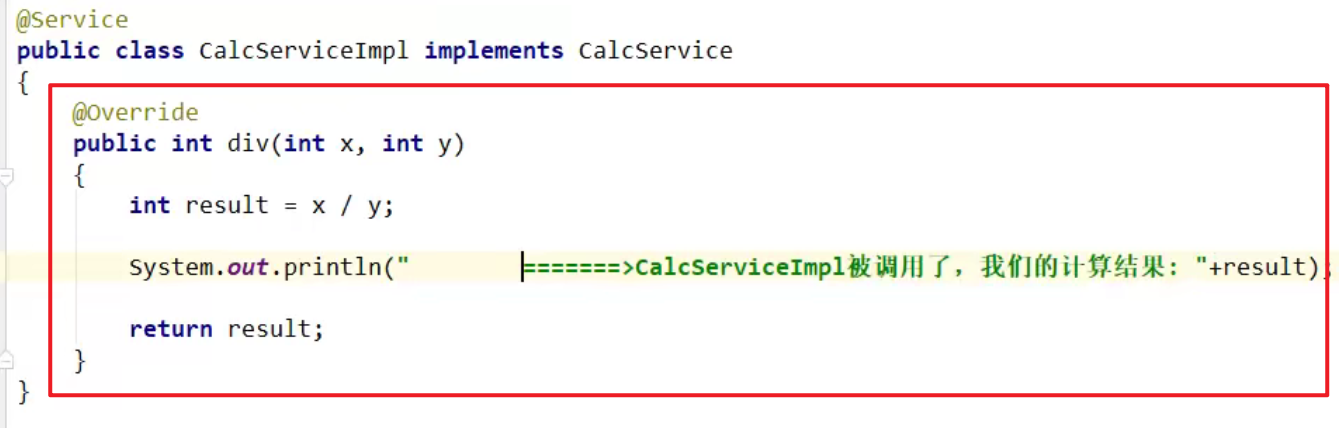 @Service
public class CalcServiceImpl implements CalcService
{
@Override
public int div(int x, int y)
{
int result = x / y;
System.out.println("       =======>CalcServiceImpl被调用了，我们的计算结果："+result);
return result;
}
}